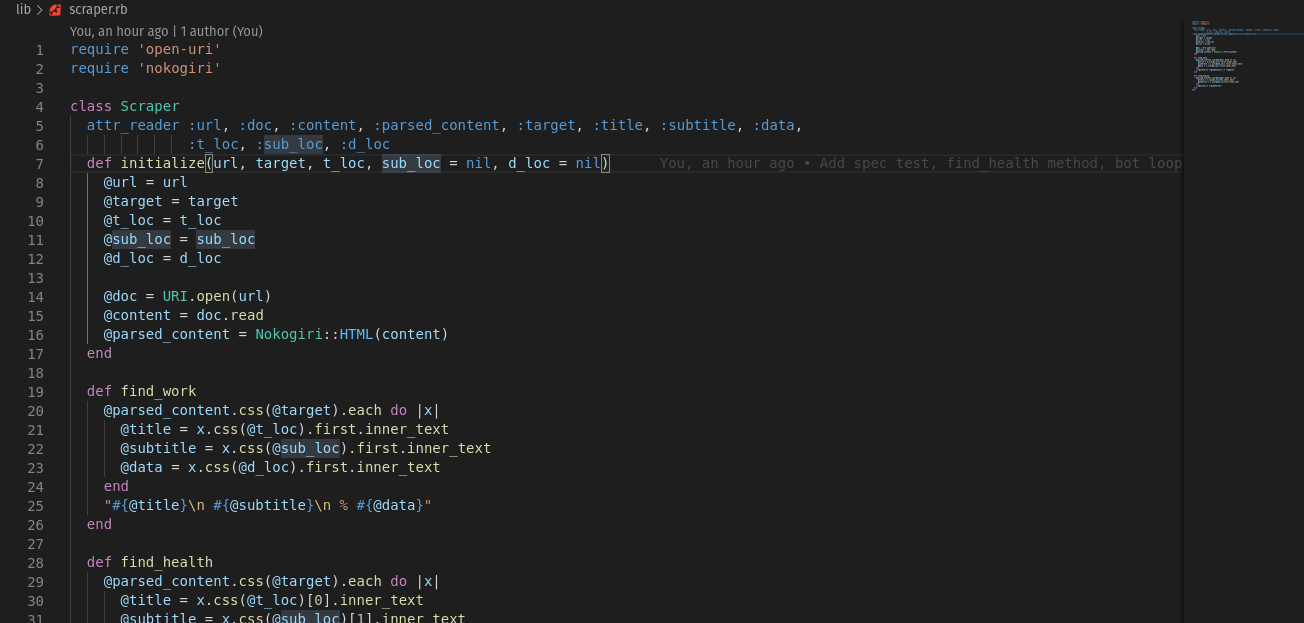 lib > scraper.rb
You, an hour ago | 1 author (You)
1 require 'open-uri'
2 require 'nokogiri'
3
4 class Scraper
5   attr_reader :url, :doc, :content, :parsed_content, :target, :title, :subtitle, :data,
6               :t_loc, :sub_loc, :d_loc
7   def initialize(url, target, t_loc, sub_loc = nil, d_loc = nil)      You, an hour ago • Add spec test, find_health method, bot loop
8     @url = url
9     @target = target
10     @t_loc = t_loc
11     @sub_loc = sub_loc
12     @d_loc = d_loc
13
14     @doc = URI.open(url)
15     @content = doc.read
16     @parsed_content = Nokogiri::HTML(content)
17   end
18
19   def find_work
20     @parsed_content.css(@target).each do |x|
21       @title = x.css(@t_loc).first.inner_text
22       @subtitle = x.css(@sub_loc).first.inner_text
23       @data = x.css(@d_loc).first.inner_text
24     end
25     "#{@title}\n #{@subtitle}\n % #{@data}"
26   end
27
28   def find_health
29     @parsed_content.css(@target).each do |x|
30       @title = x.css(@t_loc)[0].inner_text
31       @subtitle = x.css(@sub_loc)[1].inner_text